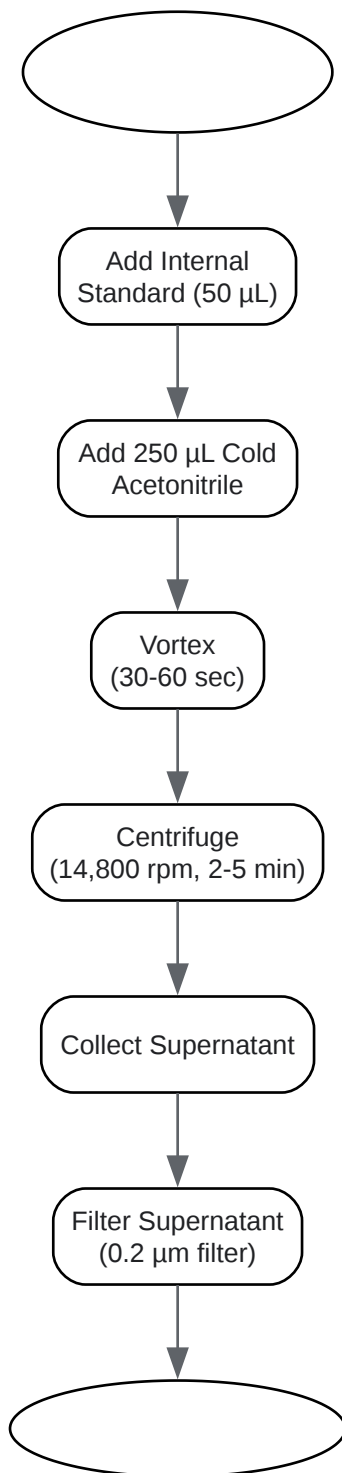 Add Internal
Standard (50 µL)
Add 250 µL Cold
Acetonitrile
Vortex
(30-60 sec)
Centrifuge
(14,800 rpm, 2-5 min)
Collect Supernatant
Filter Supernatant
(0.2 µm filter)